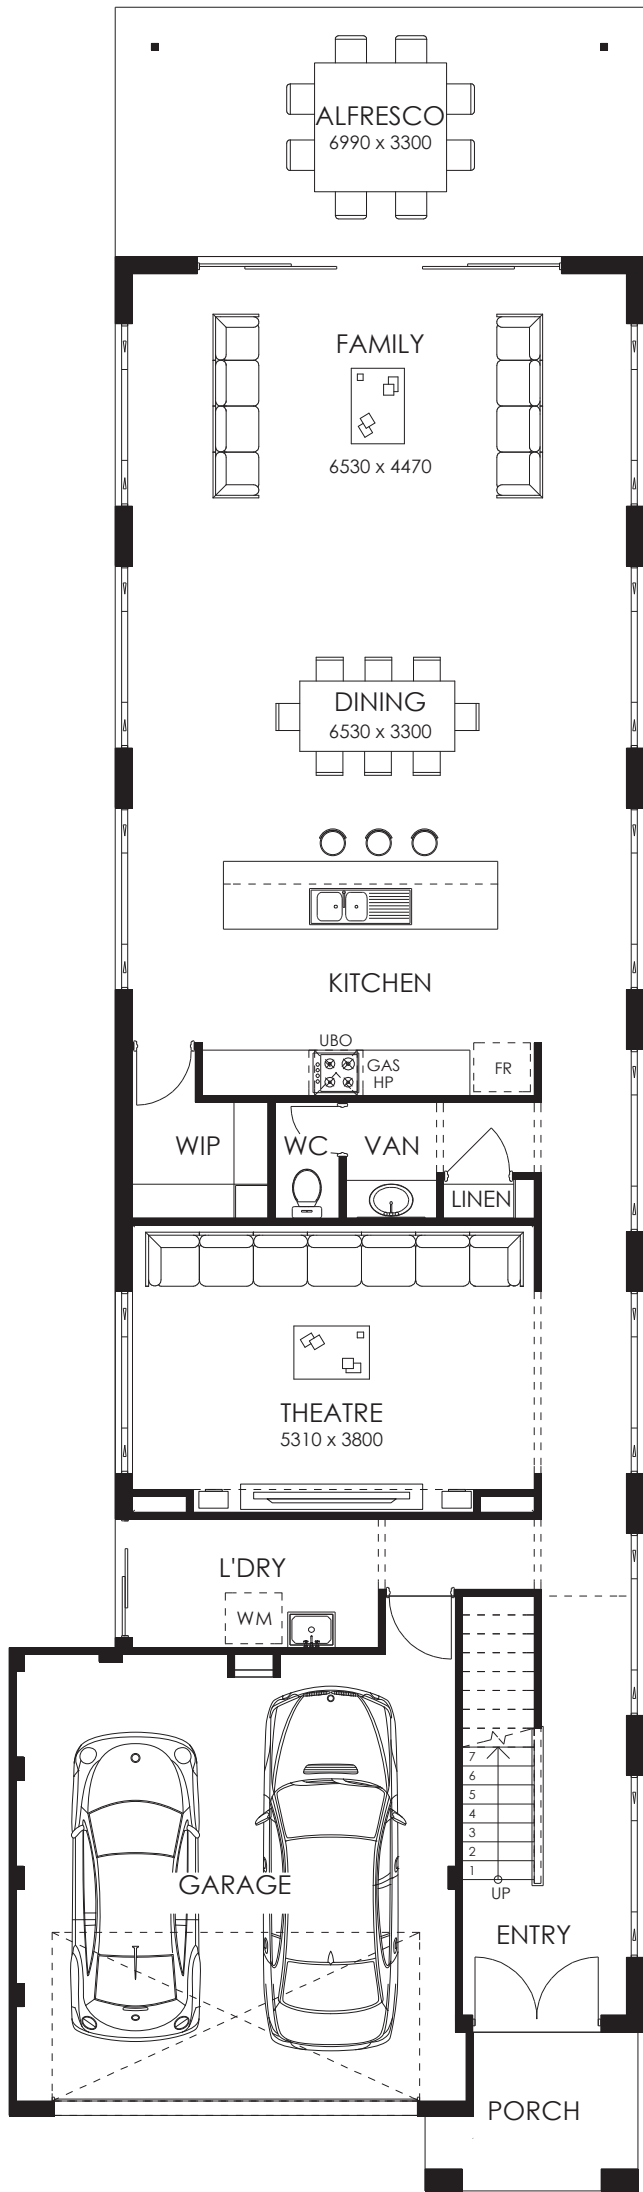 ALFRESCO
6990 x 3300
FAMILY
6530 x 4470
DINING
6530 x 3300
KITCHEN
UBO
GAS
HP
FR
WIP
WC
VAN
LINEN
THEATRE
5310 x 3800
L'DRY
WM
7
6
5
4
3
2
1
UP
GARAGE
ENTRY
PORCH